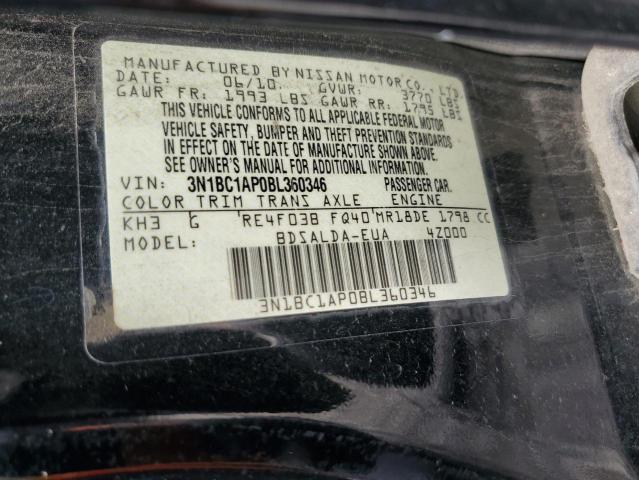 MANUFACTURED BY NISSAN MOTOR CO., LTD.
DATE: 06/10 GVWR: 3770 LBS
GAWR FR: 1993 LBS GAWR RR: 1795 LBS
THIS VEHICLE CONFORMS TO ALL APPLICABLE FEDERAL MOTOR
VEHICLE SAFETY, BUMPER AND THEFT PREVENTION STANDARDS
IN EFFECT ON THE DATE OF MANUFACTURE SHOWN ABOVE.
SEE OWNER'S MANUAL FOR ADDITIONAL INFORMATION.
VIN: 3N1BC1AP0BL360346 PASSENGER CAR.
COLOR TRIM TRANS AXLE ENGINE
KH3 G RE4F03B FQ40 MR18DE 1798 CC
MODEL: BDSALDA-EUA 4Z000
3N1BC1AP0BL360346